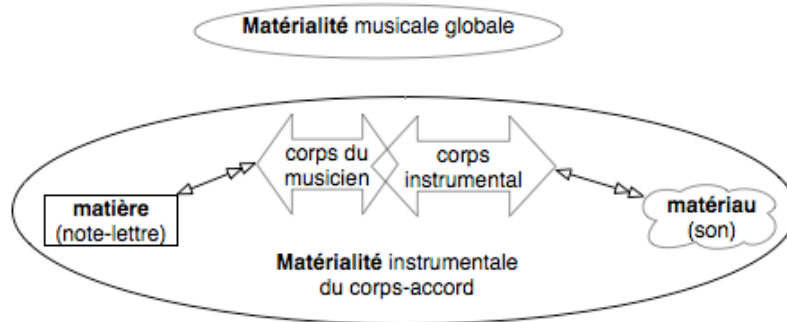 Matérialité musicale globale
corps du
musicien
corps
instrumental
matière
(note-lettre)
matériau
(son)
Matérialité instrumentale
du corps-accord